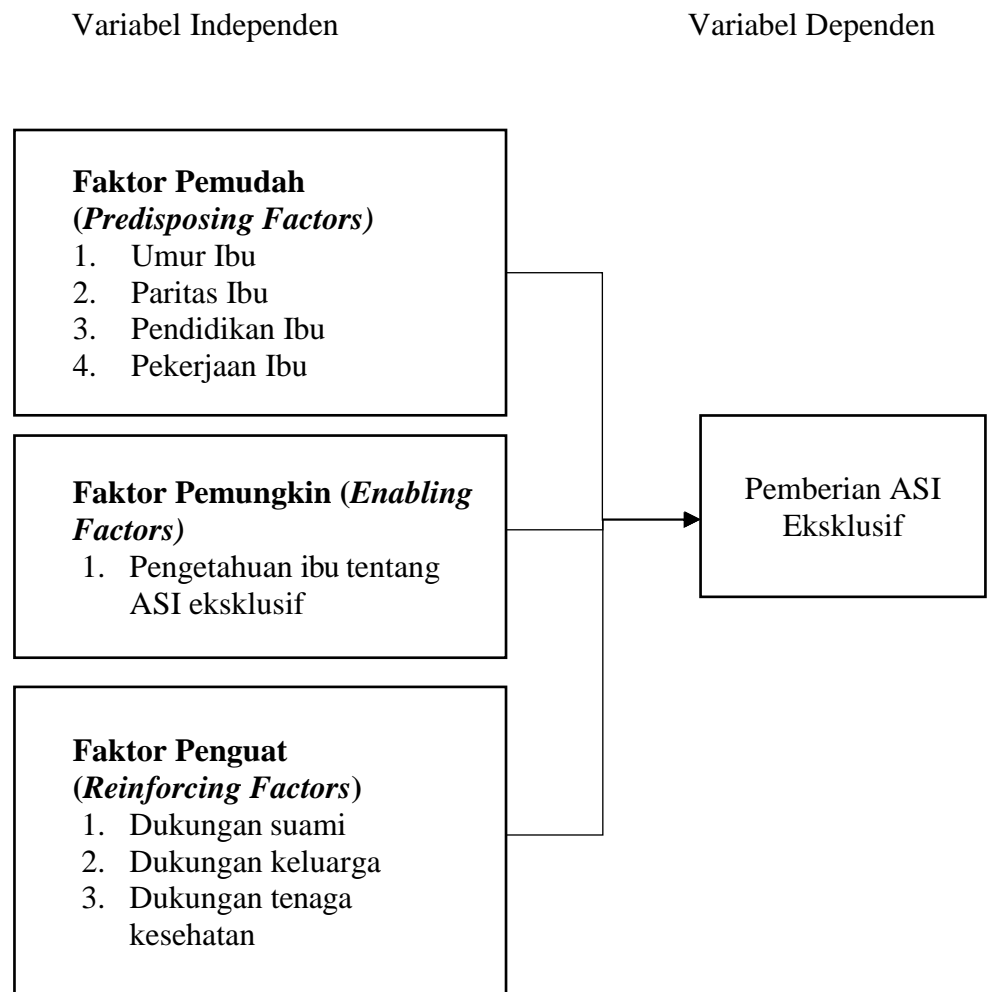 Variabel Independen
Variabel Dependen
Faktor Pemudah
(Predisposing Factors)
1. Umur Ibu
2. Paritas Ibu
3. Pendidikan Ibu
4. Pekerjaan Ibu
Faktor Pemungkin (Enabling
Factors)
1. Pengetahuan ibu tentang
ASI eksklusif
Faktor Penguat
(Reinforcing Factors)
1. Dukungan suami
2. Dukungan keluarga
3. Dukungan tenaga
kesehatan
Pemberian ASI
Eksklusif